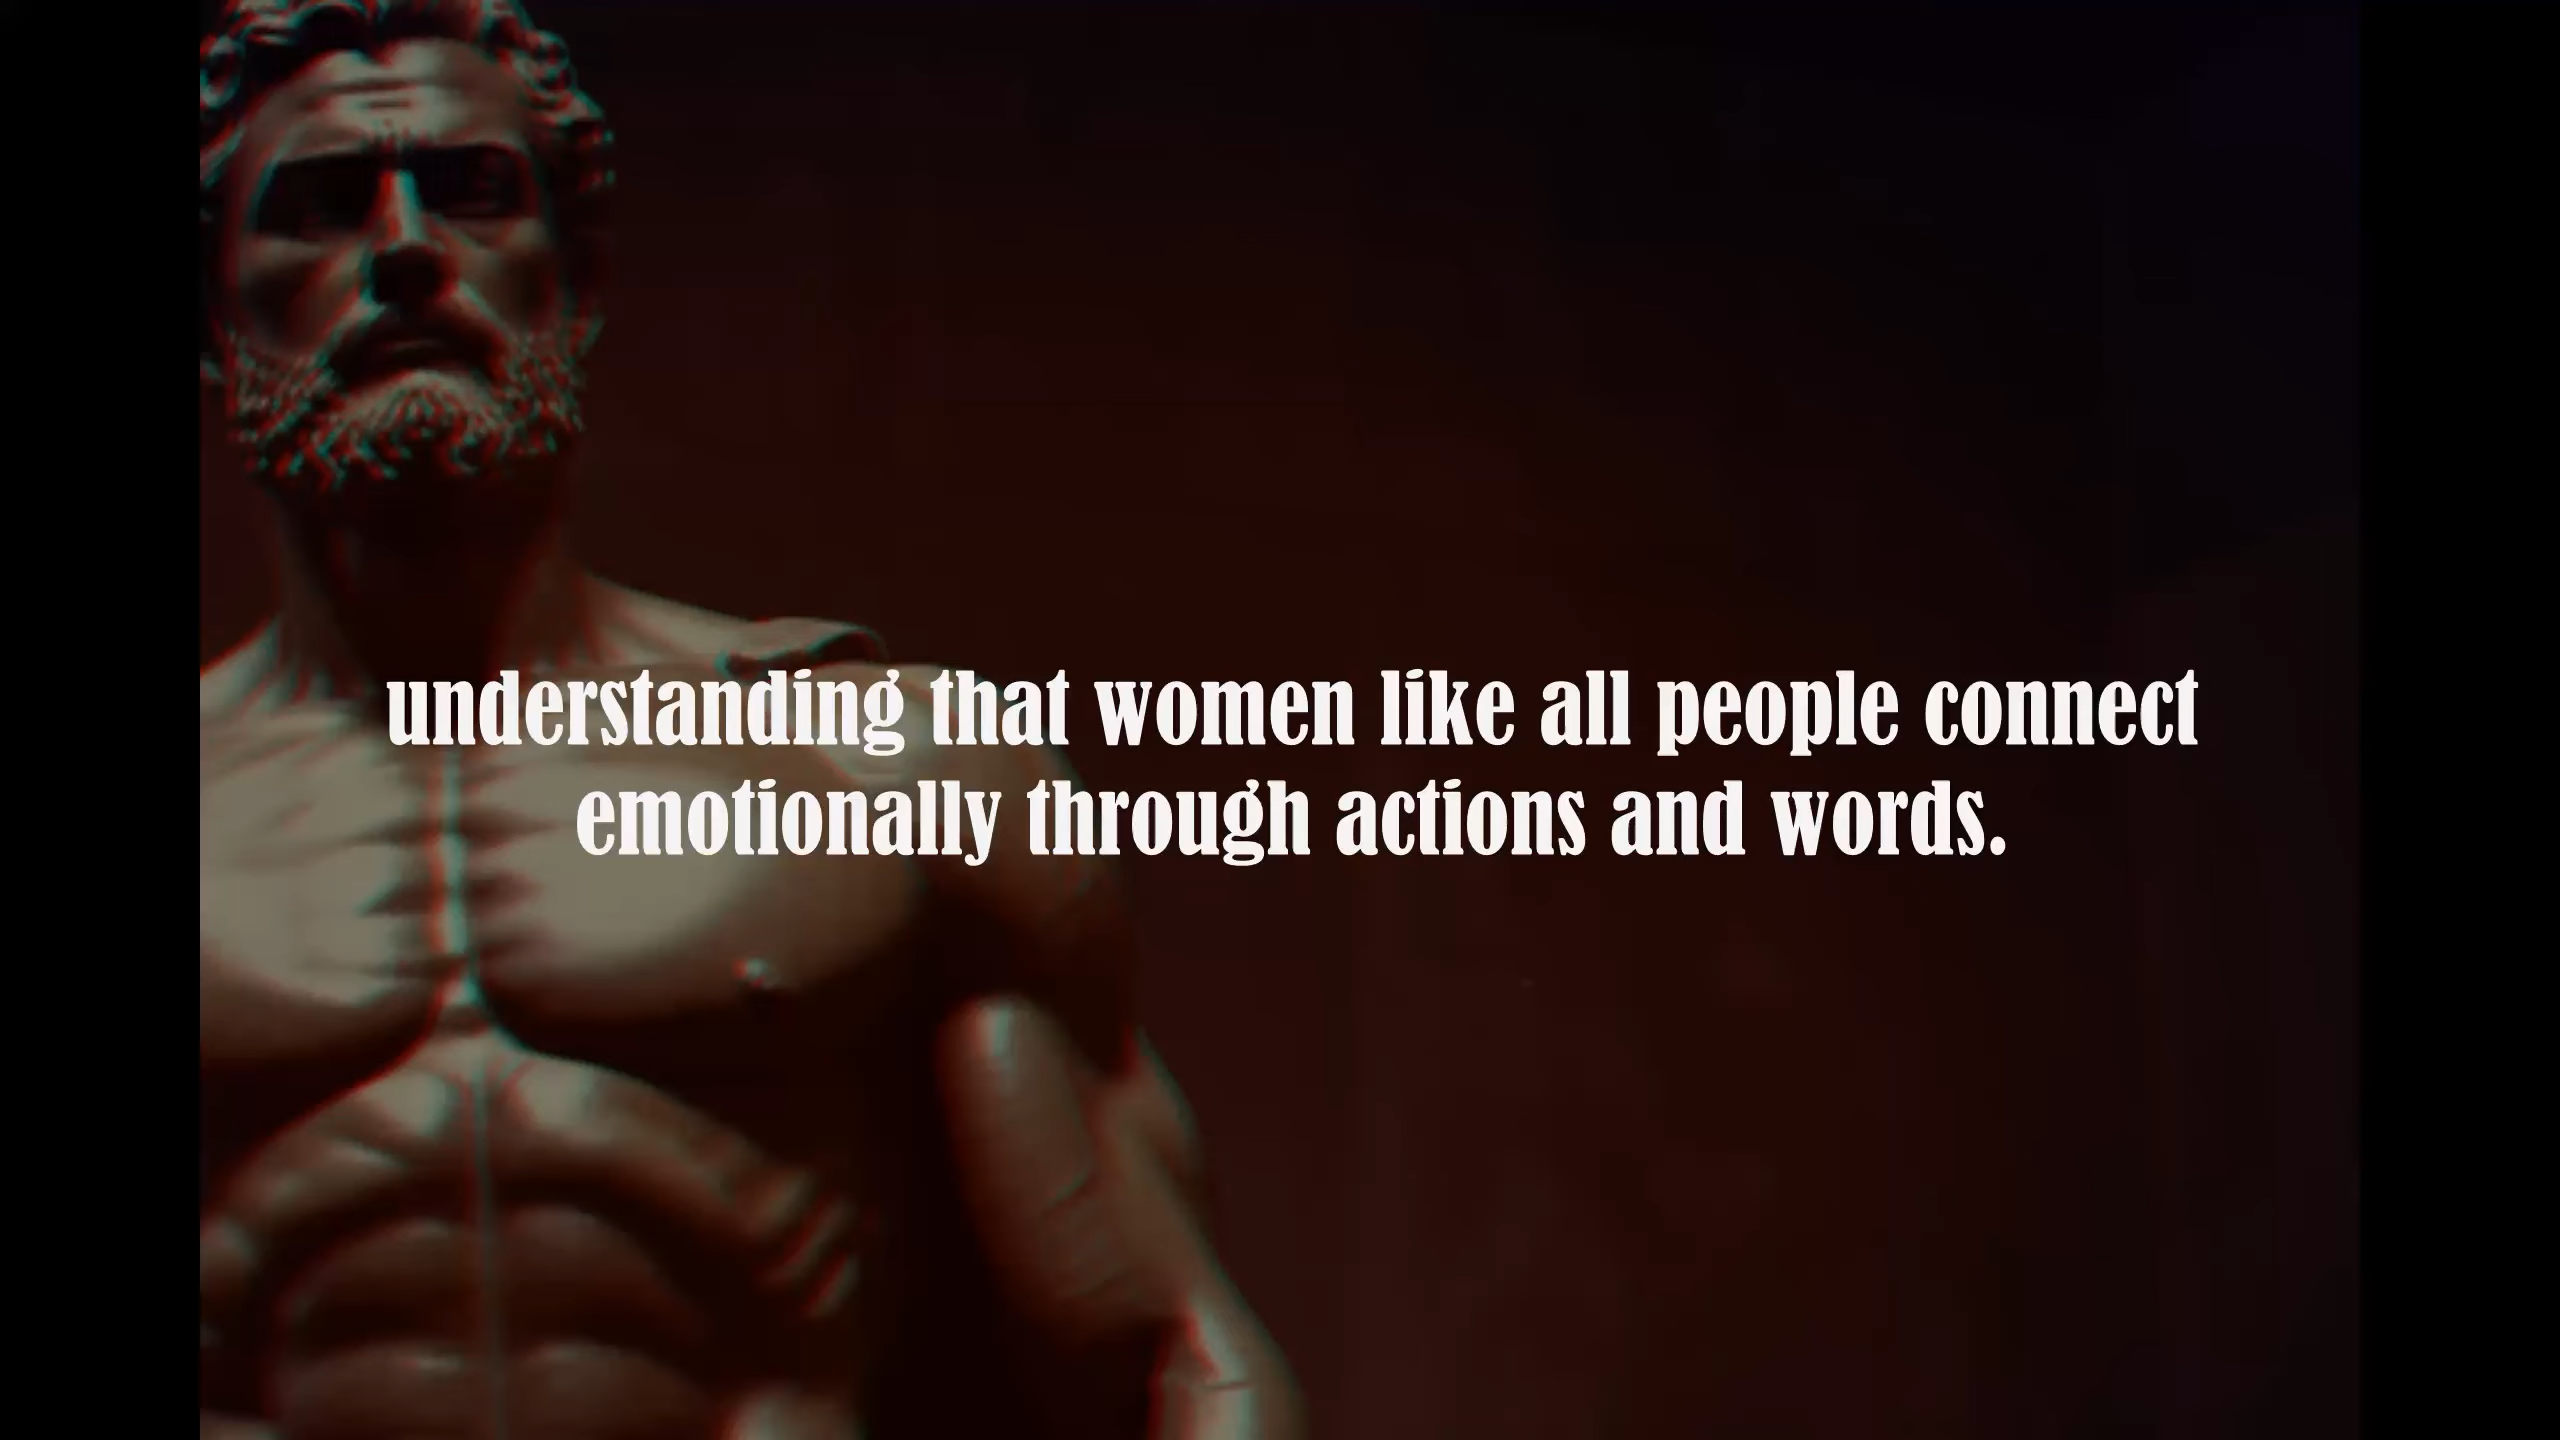 understanding that women like all people connect
emotionally through actions and words.